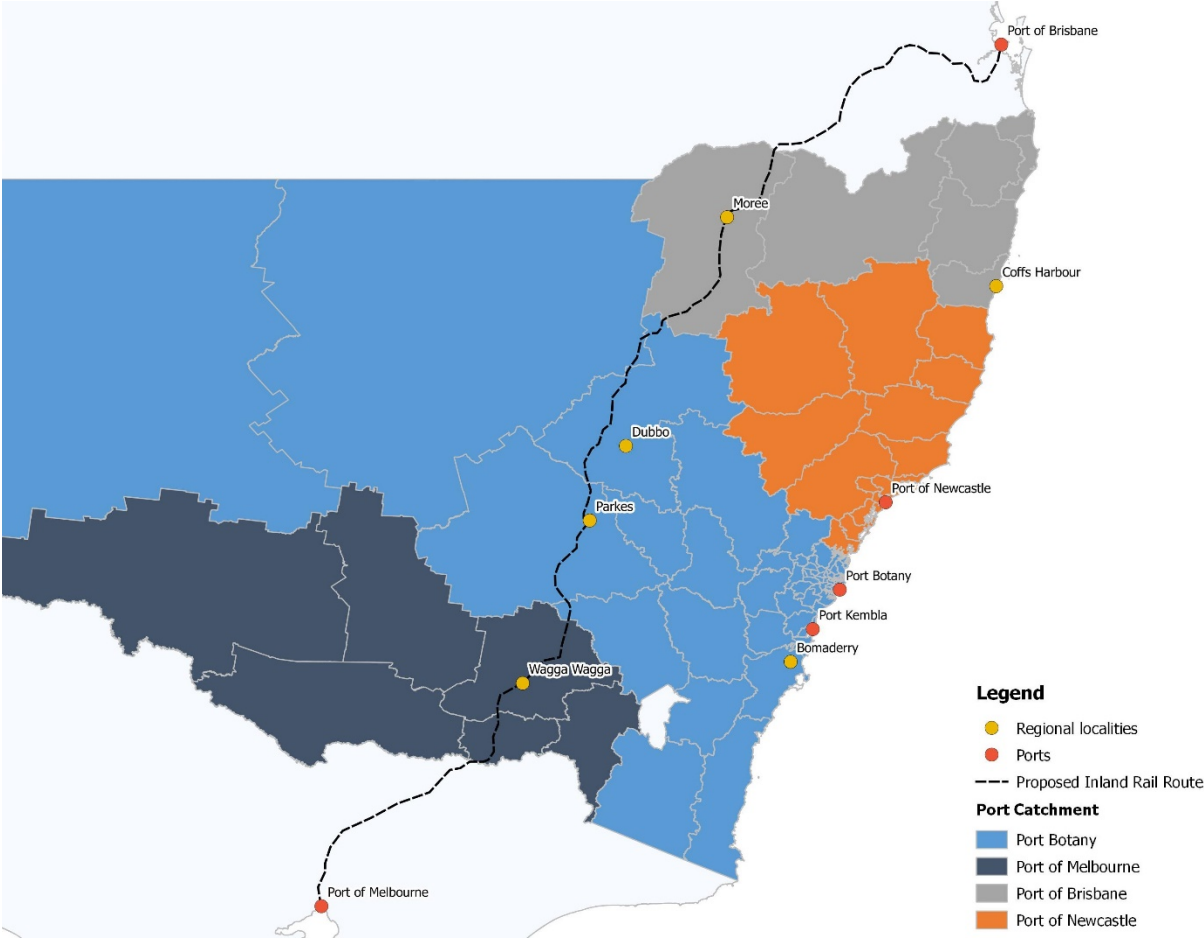 Port of Brisbane
Moree
Coffs Harbour
Dubbo
Port of Newcastle
Parkes
Port Botany
Port Kembla
Bomaderry
Wagga Wagga
Port of Melbourne
Legend
Regional localities
Ports
Proposed Inland Rail Route
Port Catchment
Port Botany
Port of Melbourne
Port of Brisbane
Port of Newcastle